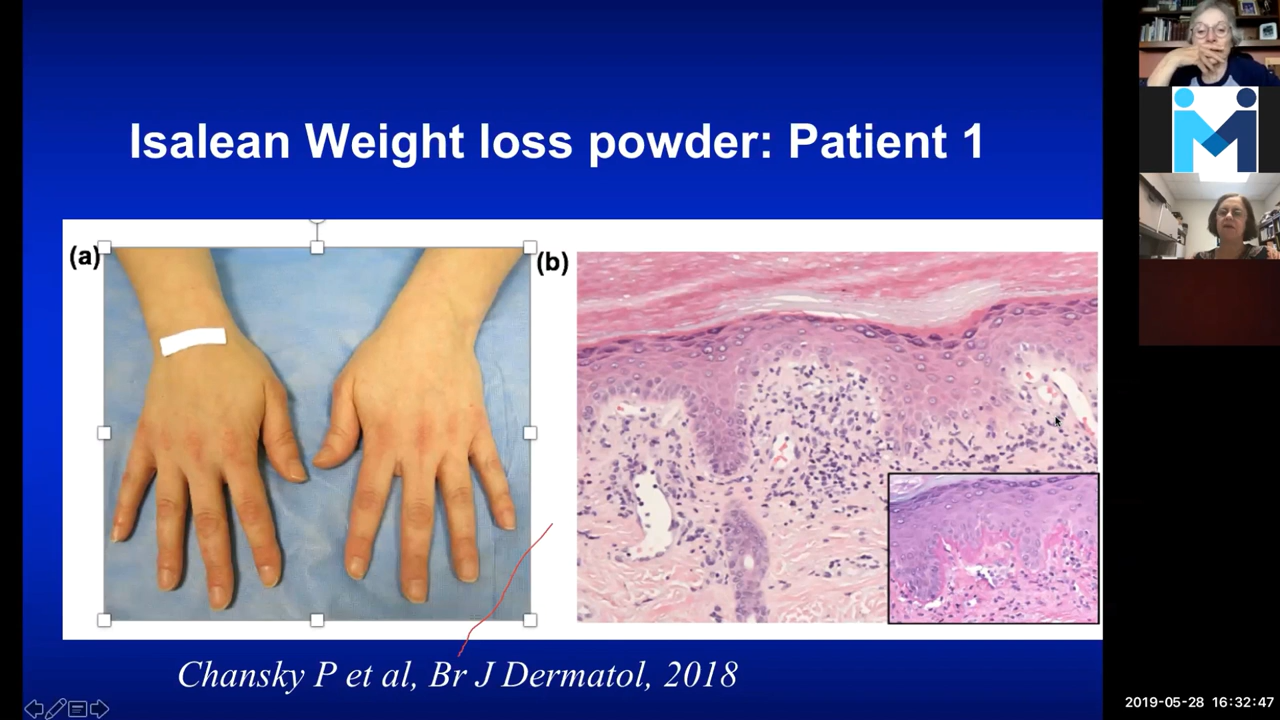 Isalean Weight loss powder: Patient 1
(a)
(b)
Chansky P et al, Br J Dermatol, 2018
2019-05-28 16:32:47